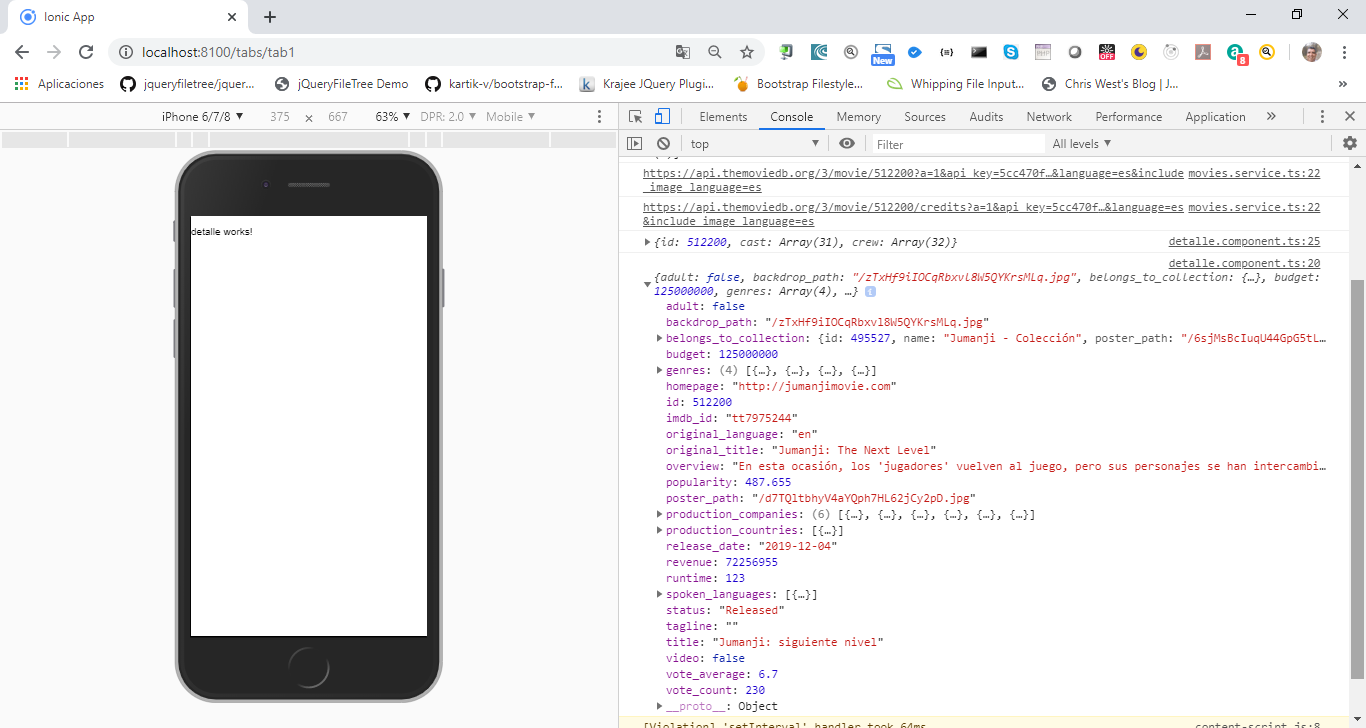 Ionic App
localhost:8100/tabs/tab1
New
{≡}
PHP
OFF
8
Aplicaciones
jqueryfiletree/jquer...
jQueryFileTree Demo
kartik-v/bootstrap-f...
Krajee JQuery Plugi...
Bootstrap Filestyle...
Whipping File Input...
Chris West's Blog | J...
»
iPhone 6/7/8 ▼ 375 × 667 63% ▼ DPR: 2.0 ▼ Mobile ▼
Elements Console Memory Sources Audits Network Performance Application »
top ▼ Filter All levels ▼
https://api.themoviedb.org/3/movie/512200?a=1&api_key=5cc470f…&language=es&include movies.service.ts:22
_image_language=es
https://api.themoviedb.org/3/movie/512200/credits?a=1&api_key=5cc470f…&language=es movies.service.ts:22
&include_image_language=es
{id: 512200, cast: Array(31), crew: Array(32)} detalle.component.ts:25
detalle.component.ts:20
{adult: false, backdrop_path: "/zTxHf9iIOCqRbxvl8W5QYKrsMLq.jpg", belongs_to_collection: {…}, budget:
125000000, genres: Array(4), …} i
adult: false
backdrop_path: "/zTxHf9iIOCqRbxvl8W5QYKrsMLq.jpg"
belongs_to_collection: {id: 495527, name: "Jumanji - Colección", poster_path: "/6sjMsBcIuqU44GpG5tL…
budget: 125000000
genres: (4) [{…}, {…}, {…}, {…}]
homepage: "http://jumanjimovie.com"
id: 512200
imdb_id: "tt7975244"
original_language: "en"
original_title: "Jumanji: The Next Level"
overview: "En esta ocasión, los 'jugadores' vuelven al juego, pero sus personajes se han intercambi…
popularity: 487.655
poster_path: "/d7TQltbhyV4aYQph7HL62jCy2pD.jpg"
production_companies: (6) [{…}, {…}, {…}, {…}, {…}, {…}]
production_countries: [{…}]
release_date: "2019-12-04"
revenue: 72256955
runtime: 123
spoken_languages: [{…}]
status: "Released"
tagline: ""
title: "Jumanji: siguiente nivel"
video: false
vote_average: 6.7
vote_count: 230
__proto__: Object
[Violation] 'setInterval' handler took 64ms content-script.js:8
detalle works!